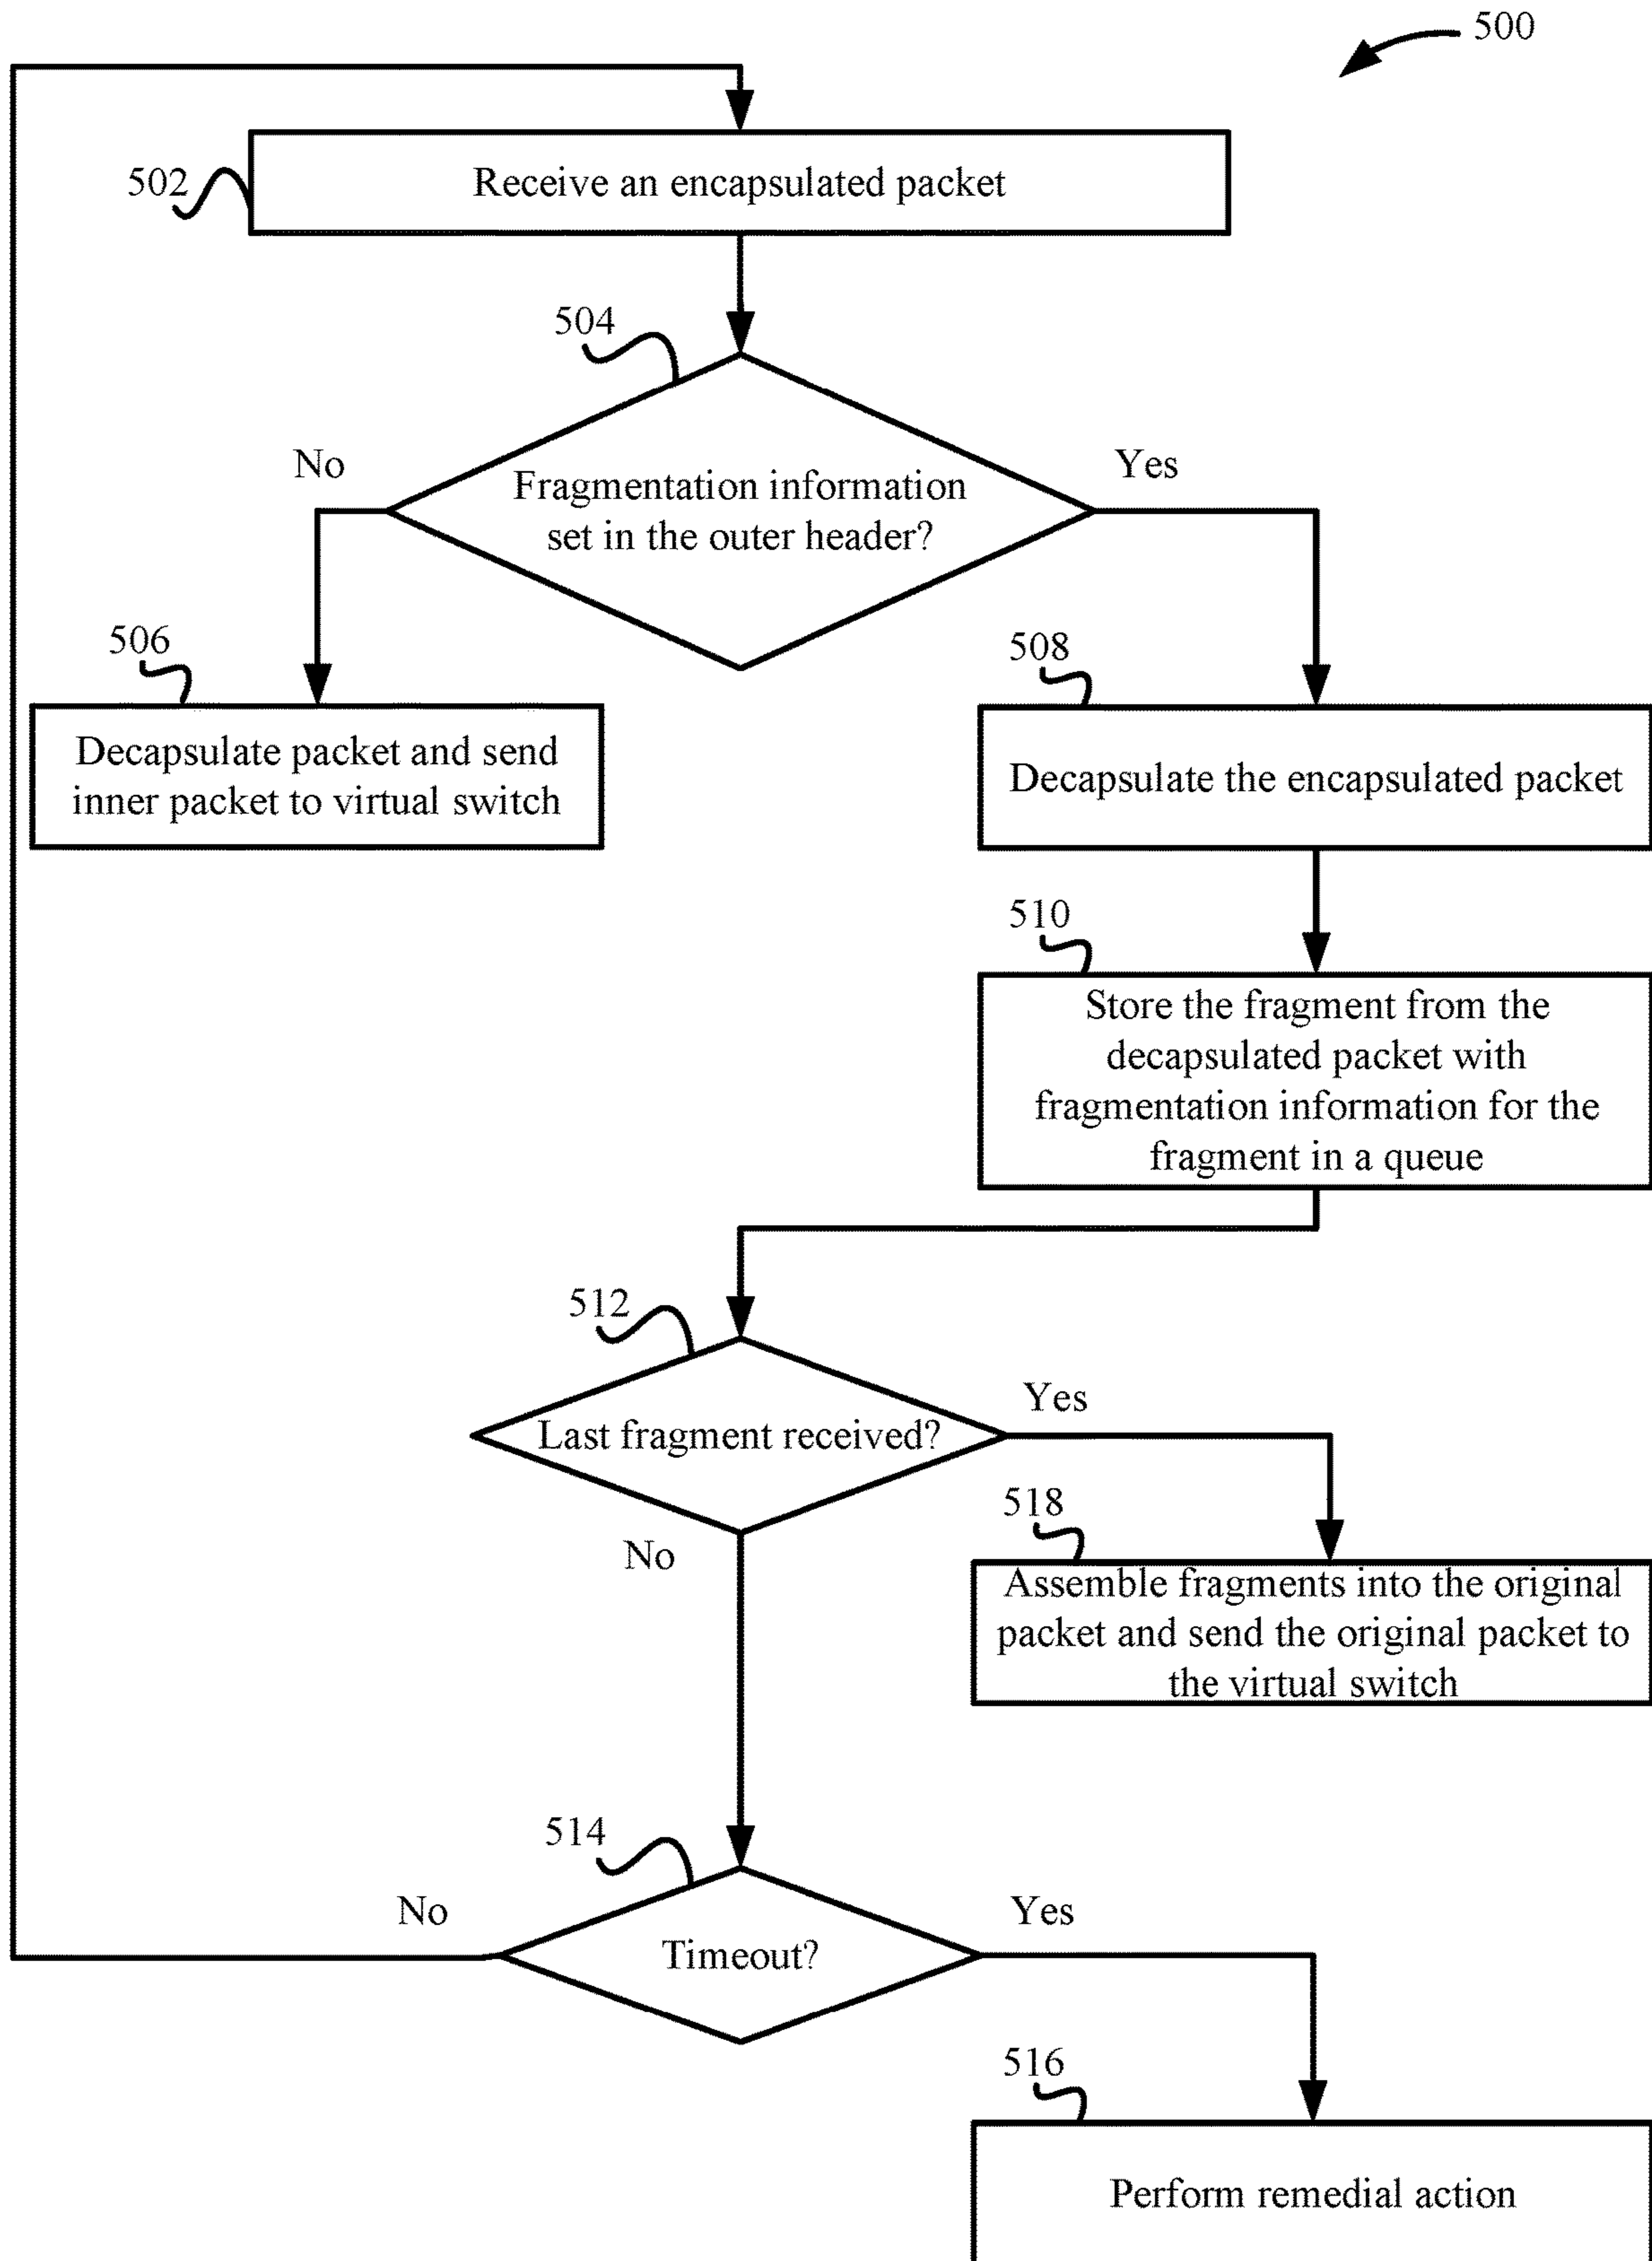 500
502
Receive an encapsulated packet
504
No
Yes
Fragmentation information
set in the outer header?
506
508
Decapsulate packet and send
inner packet to virtual switch
Decapsulate the encapsulated packet
510
Store the fragment from the
decapsulated packet with
fragmentation information for the
fragment in a queue
512
Yes
Last fragment received?
No
518
Assemble fragments into the original
packet and send the original packet to
the virtual switch
514
No
Yes
Timeout?
516
Perform remedial action